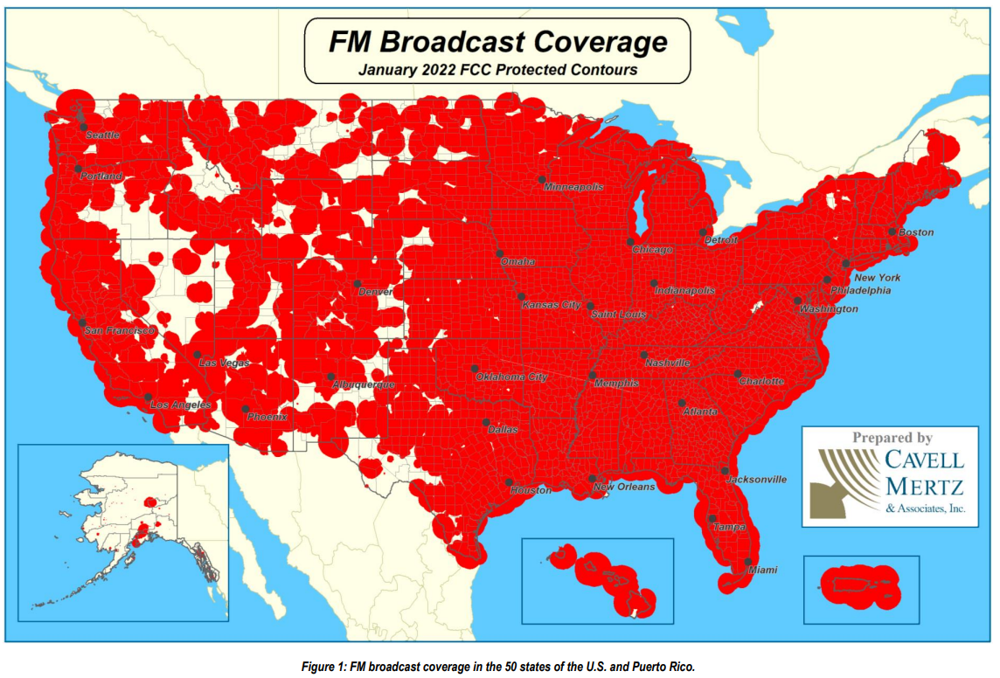 FM Broadcast Coverage
January 2022 FCC Protected Contours
Seattle
Portland
Minneapolis
Boston
Detroit
Chicago
Omaha
New York
Philadelphia
Denver
Indianapolis
Kansas City
Washington
Saint Louis
San Francisco
Las Vegas
Nashville
Albuquerque
Oklahoma City
Memphis
Charlotte
Los Angeles
Phoenix
Atlanta
Dallas
Prepared by
CAVELL
MERTZ
& Associates, Inc.
Jacksonville
Houston
New Orleans
Tampa
Miami
Figure 1: FM broadcast coverage in the 50 states of the U.S. and Puerto Rico.